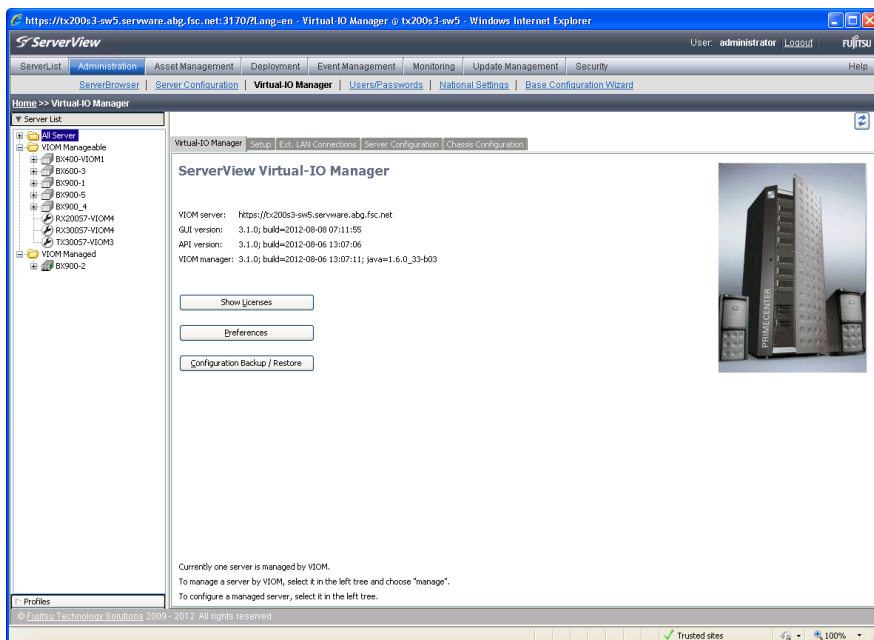 https://tx200s3-sw5.servware.abg.fsc.net:3170/?Lang=en - Virtual-IO Manager @ tx200s3-sw5 - Windows Internet Explorer
ServerView
User: administrator Logout FUJITSU
ServerList Administration Asset Management Deployment Event Management Monitoring Update Management Security Help
ServerBrowser | Server Configuration | Virtual-IO Manager | Users/Passwords | National Settings | Base Configuration Wizard
Home >> Virtual-IO Manager
Server List
All Server
VIOM Manageable
BX400-VIOM1
BX600-3
BX900-1
BX900-5
BX900_4
RX200S7-VIOM4
RX300S7-VIOM4
TX300S7-VIOM3
VIOM Managed
BX900-2
Profiles
Virtual-IO Manager Setup Ext. LAN Connections Server Configuration Chassis Configuration
ServerView Virtual-IO Manager
VIOM server: https://tx200s3-sw5.servware.abg.fsc.net
GUI version: 3.1.0; build=2012-08-08 07:11:55
API version: 3.1.0; build=2012-08-06 13:07:06
VIOM manager: 3.1.0; build=2012-08-06 13:07:11; java=1.6.0_33-b03
Show Licenses
Preferences
Configuration Backup / Restore
PRIMECENTER
Currently one server is managed by VIOM.
To manage a server by VIOM, select it in the left tree and choose "manage".
To configure a managed server, select it in the left tree.
© Fujitsu Technology Solutions 2009 - 2012 All rights reserved
Trusted sites 100%